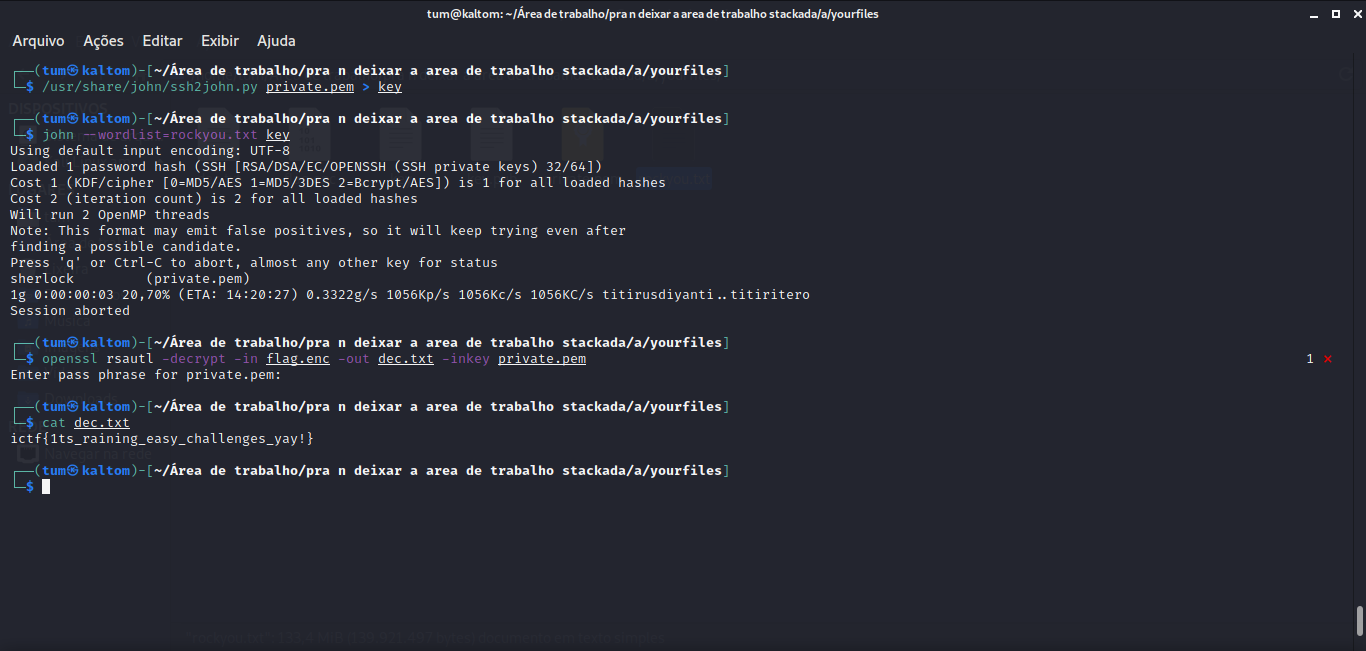 tum@kaltom: ~/Área de trabalho/pra n deixar a area de trabalho stackada/a/yourfiles
Arquivo Ações Editar Exibir Ajuda
┌──(tum㉿kaltom)-[~/Área de trabalho/pra n deixar a area de trabalho stackada/a/yourfiles]
└─$ /usr/share/john/ssh2john.py private.pem > key
┌──(tum㉿kaltom)-[~/Área de trabalho/pra n deixar a area de trabalho stackada/a/yourfiles]
└─$ john --wordlist=rockyou.txt key
Using default input encoding: UTF-8
Loaded 1 password hash (SSH [RSA/DSA/EC/OPENSSH (SSH private keys) 32/64])
Cost 1 (KDF/cipher [0=MD5/AES 1=MD5/3DES 2=Bcrypt/AES]) is 1 for all loaded hashes
Cost 2 (iteration count) is 2 for all loaded hashes
Will run 2 OpenMP threads
Note: This format may emit false positives, so it will keep trying even after
finding a possible candidate.
Press 'q' or Ctrl-C to abort, almost any other key for status
sherlock (private.pem)
1g 0:00:00:03 20,70% (ETA: 14:20:27) 0.3322g/s 1056Kp/s 1056Kc/s 1056KC/s titirusdiyanti..titiritero
Session aborted
┌──(tum㉿kaltom)-[~/Área de trabalho/pra n deixar a area de trabalho stackada/a/yourfiles]
└─$ openssl rsautl -decrypt -in flag.enc -out dec.txt -inkey private.pem 1 ⨯
Enter pass phrase for private.pem:
┌──(tum㉿kaltom)-[~/Área de trabalho/pra n deixar a area de trabalho stackada/a/yourfiles]
└─$ cat dec.txt
ictf{1ts_raining_easy_challenges_yay!}
Navegar na rede
┌──(tum㉿kaltom)-[~/Área de trabalho/pra n deixar a area de trabalho stackada/a/yourfiles]
└─$